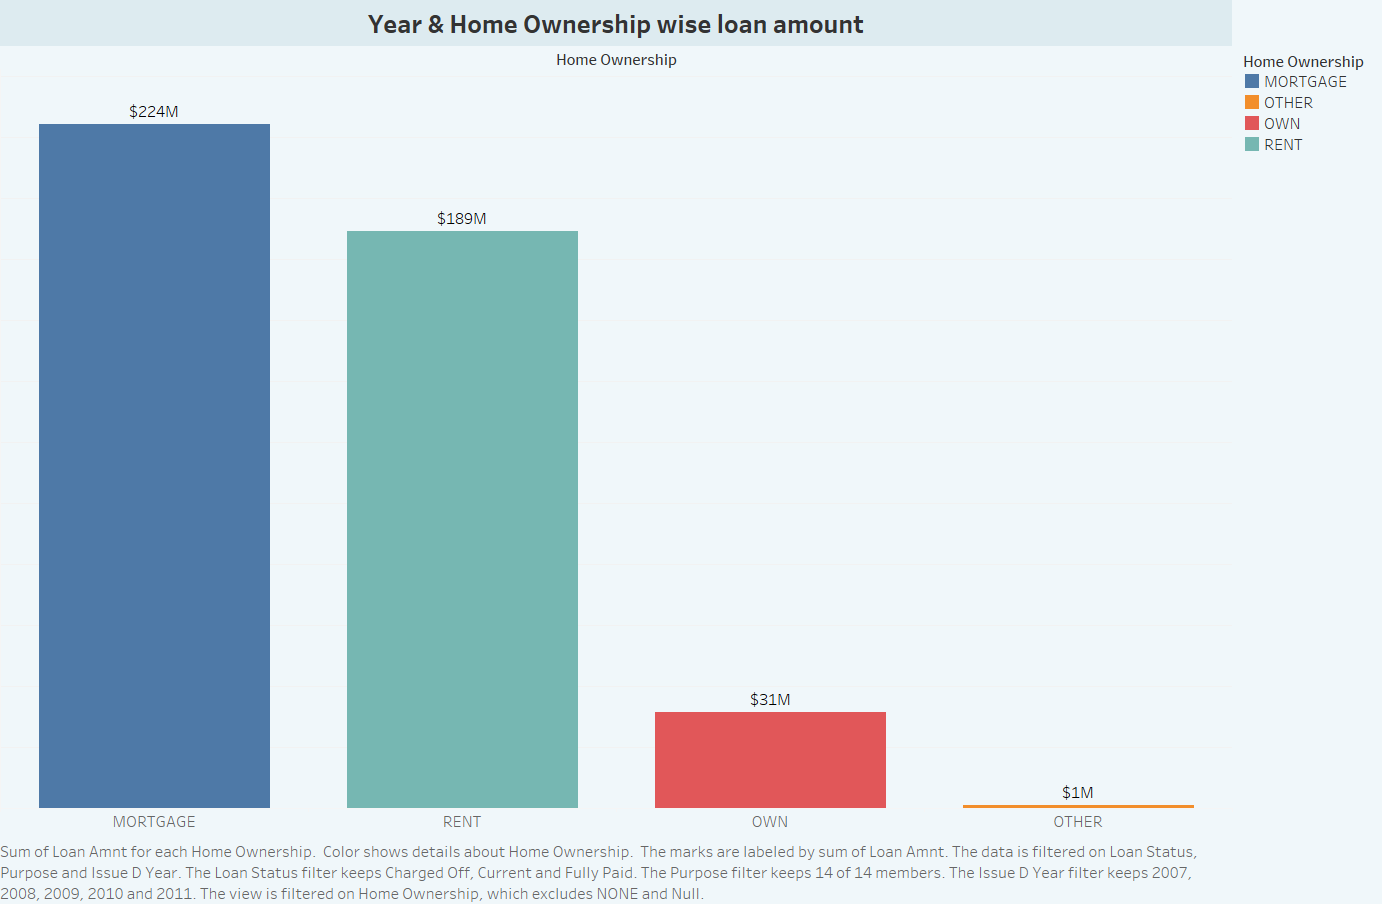 Year & Home Ownership wise loan amount
Home Ownership
Home Ownership
MORTGAGE
OTHER
OWN
RENT
$224M
$189M
$31M
$1M
MORTGAGE
RENT
OWN
OTHER
Sum of Loan Amnt for each Home Ownership.  Color shows details about Home Ownership.  The marks are labeled by sum of Loan Amnt. The data is filtered on Loan Status,
Purpose and Issue D Year. The Loan Status filter keeps Charged Off, Current and Fully Paid. The Purpose filter keeps 14 of 14 members. The Issue D Year filter keeps 2007,
2008, 2009, 2010 and 2011. The view is filtered on Home Ownership, which excludes NONE and Null.